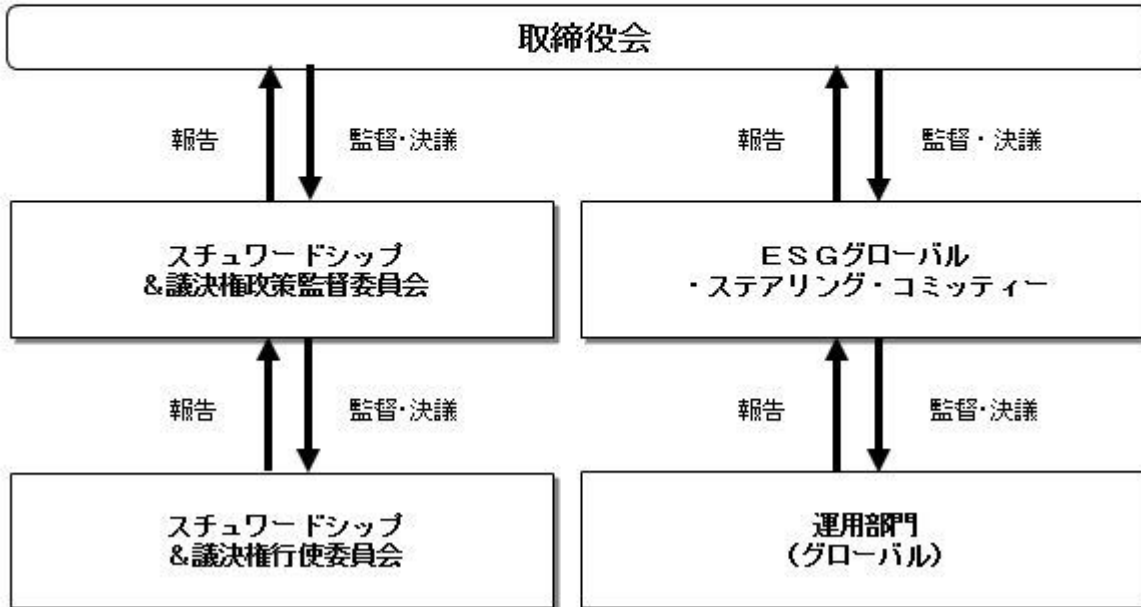 取締役会
報告
監督・決議
報告
監督・決議
スチュワードシップ
&議決権政策監督委員会
ESGグローバル
・ステアリング・コミッティー
報告
監督・決議
報告
監督・決議
スチュワードシップ
&議決権行使委員会
運用部門
(グローバル)